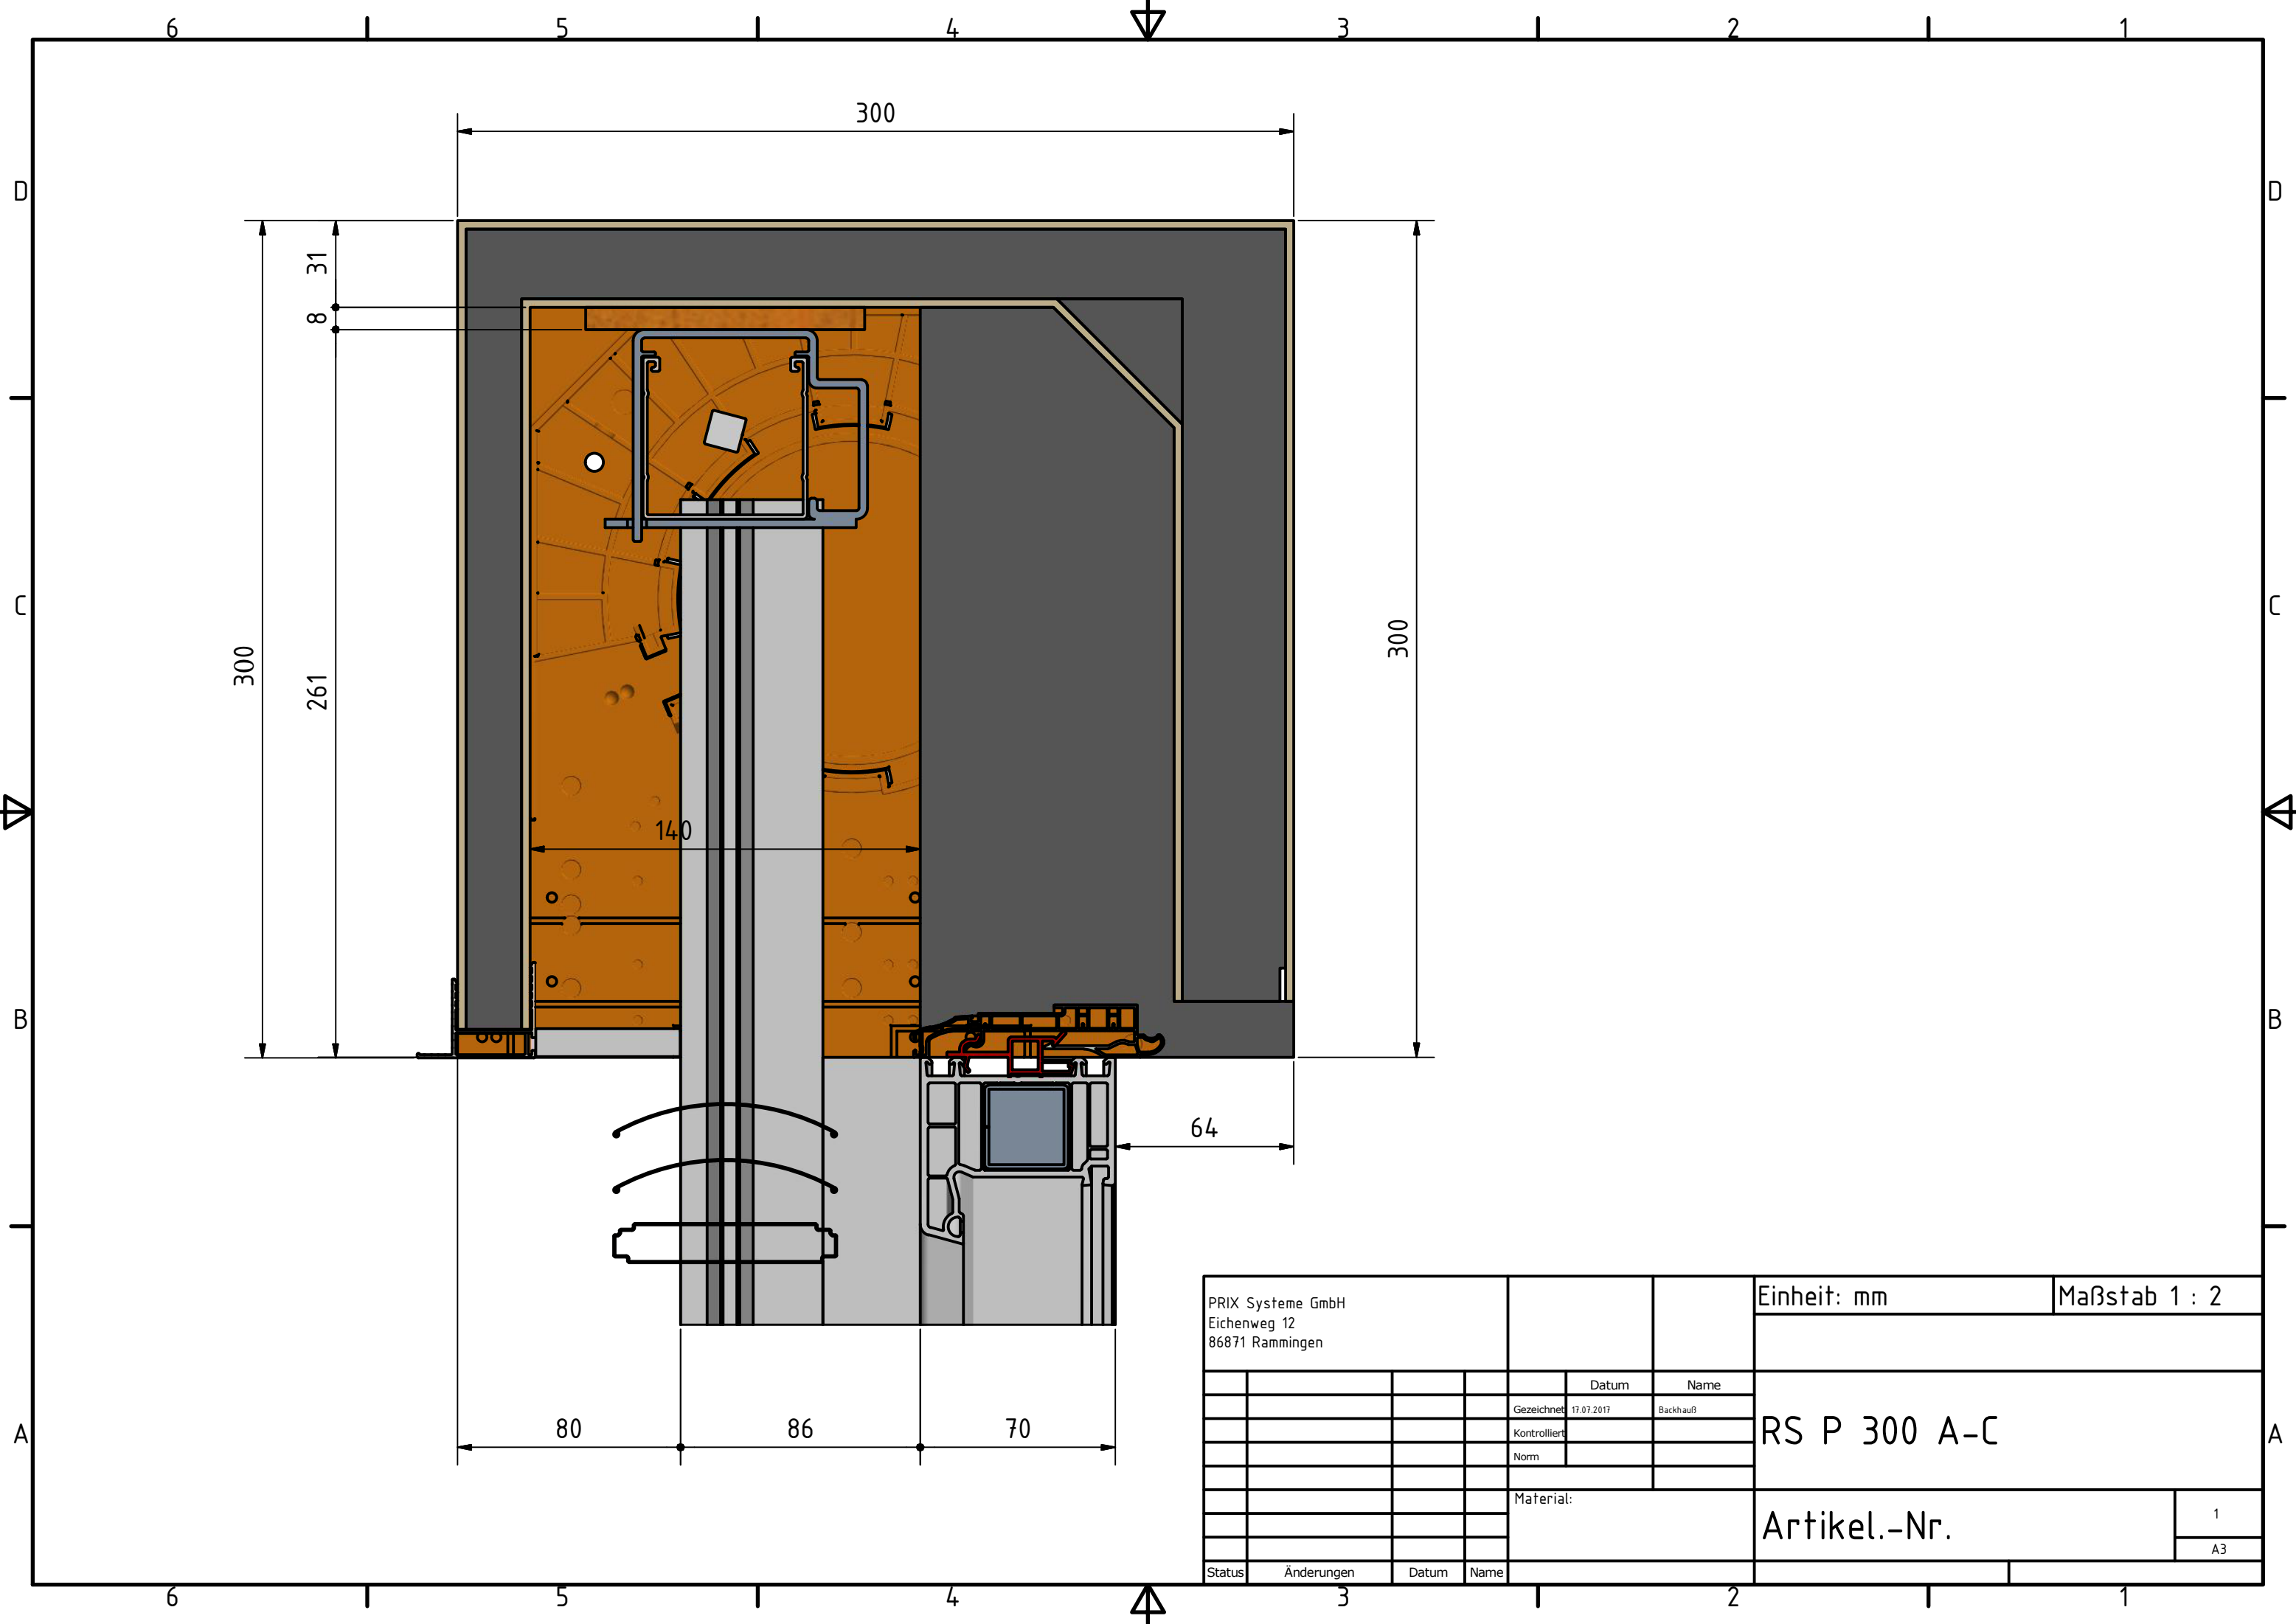 6 5 4 3 2 1
D D
C C
B B
A A
300
31
8
300
261
300
140
64
80 86 70
PRIX Systeme GmbH
Eichenweg 12
86871 Rammingen
Einheit: mm
Maßstab 1 : 2
Datum Name
Gezeichnet 17.07.2017 Backhauß
Kontrolliert
Norm
RS P 300 A-C
Material:
Artikel.-Nr.
1
A3
Status Änderungen Datum Name
6 5 4 3 2 1